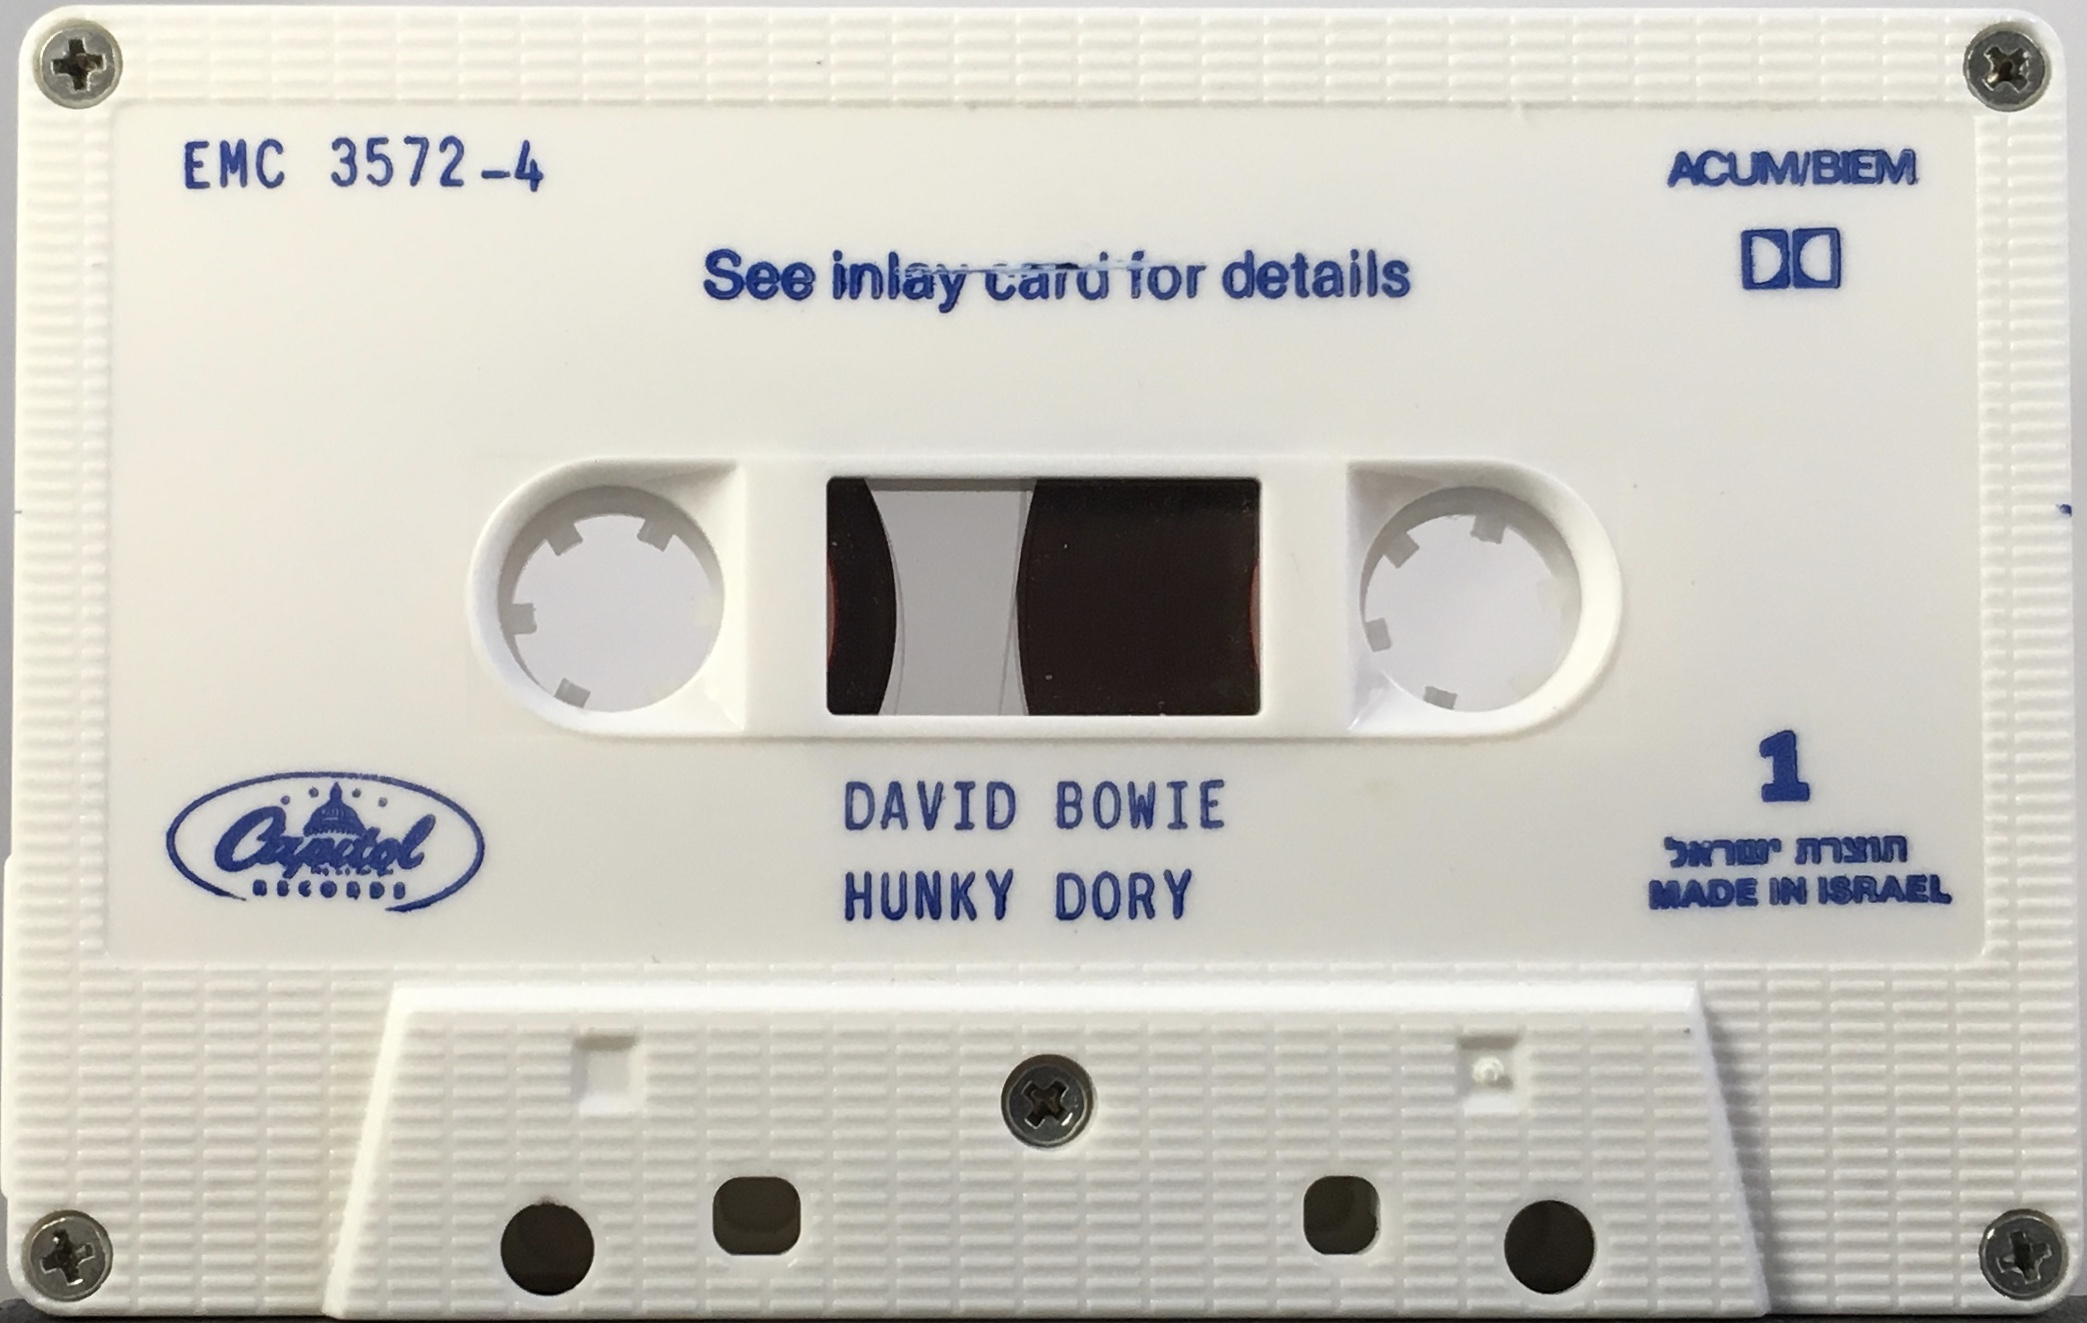 EMC 3572-4
ACUM/BIEM
See inlay card for details
Capitol
RECORDS
DAVID BOWIE
HUNKY DORY
1
תוצרת ישראל
MADE IN ISRAEL